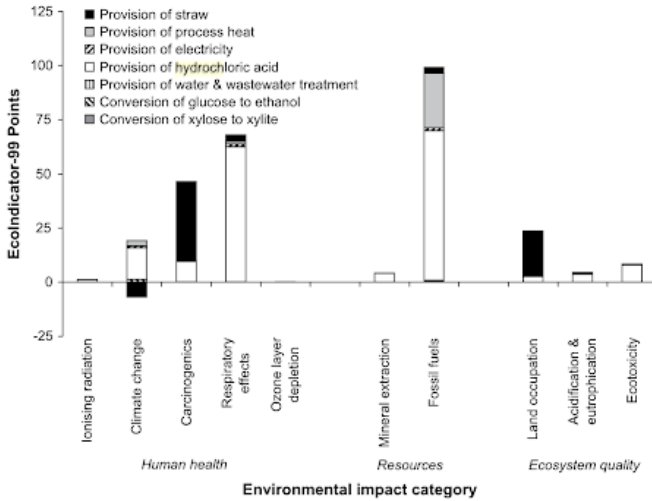 125
100
75
50
25
0
-25
EcoIndicator-99 Points
Provision of straw
Provision of process heat
Provision of electricity
Provision of hydrochloric acid
Provision of water & wastewater treatment
Conversion of glucose to ethanol
Conversion of xylose to xylite
Ionising radiation
Climate change
Carcinogenics
Respiratory
effects
Ozone layer
depletion
Mineral extraction
Fossil fuels
Land occupation
Acidification &
eutrophication
Ecotoxicity
Human health
Resources
Ecosystem quality
Environmental impact category